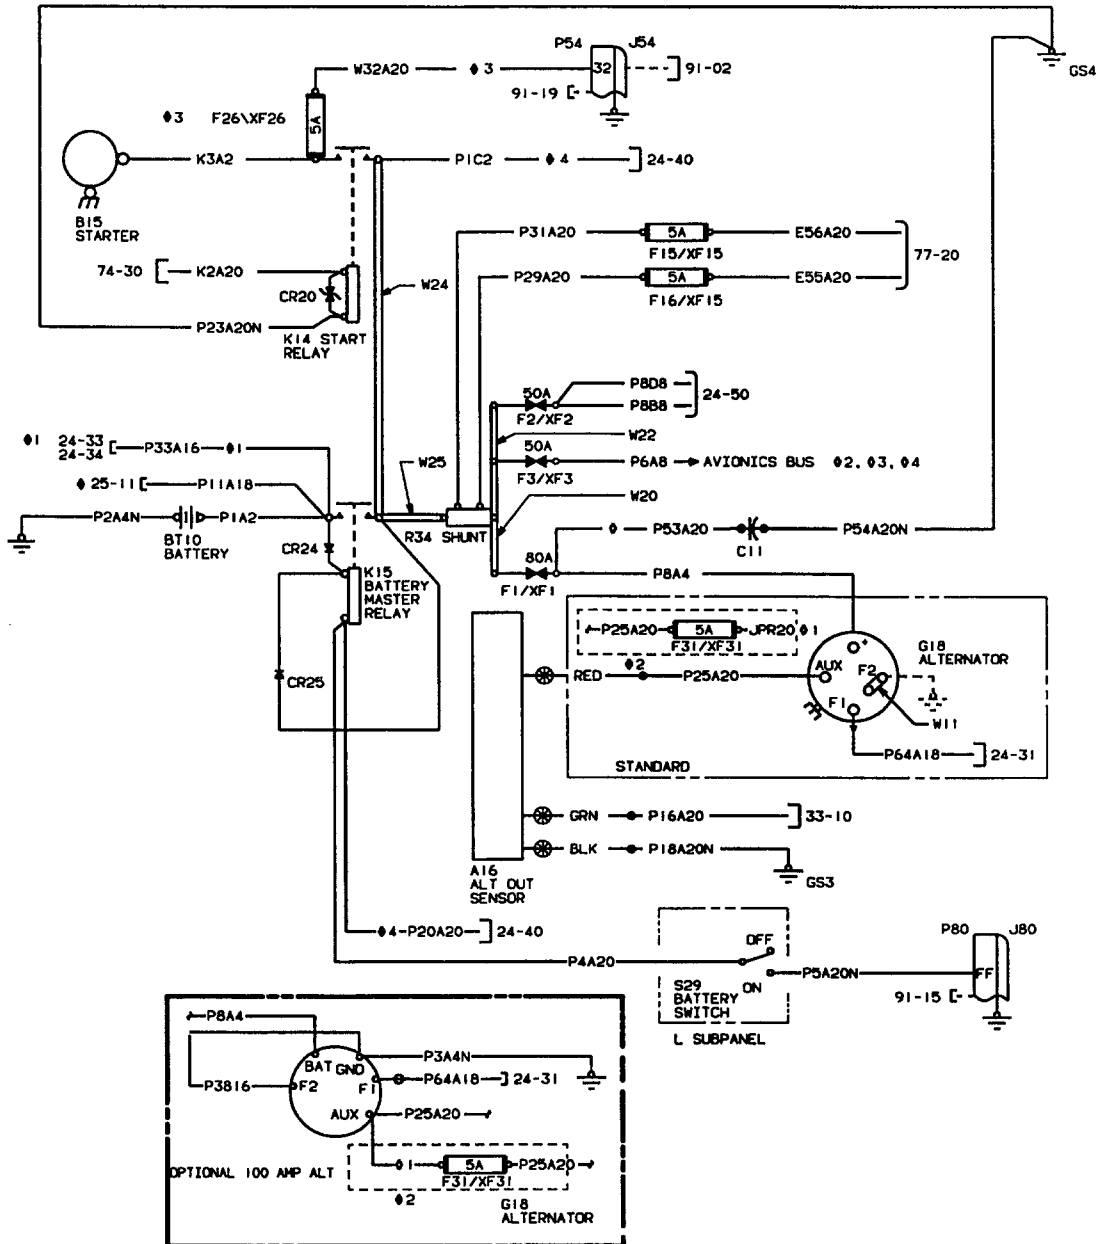 P54 J54
GS4
W32A20 ♦ 3 32 91-02
91-19
♦3 F26\XF26 5A
K3A2 P1C2 ♦ 4 24-40
B15
STARTER
P31A20 5A E56A20
F15/XF15
77-20
74-30 K2A20 P29A20 5A E55A20
F16/XF15
W24
CR20
P23A20N
K14 START
RELAY
50A P8D8
24-50
P8B8
F2/XF2
W22
♦1 24-33
24-34 P33A16 ♦1
50A
W25 P6A8 AVIONICS BUS ♦2, ♦3, ♦4
F3/XF3
♦ 25-11 P11A18
W20
P2A4N P1A2 ♦ P53A20 P54A20N
BT10
BATTERY
R34 SHUNT
C11
CR24
80A P8A4
F1/XF1
K15
BATTERY
MASTER
RELAY
P25A20 5A JPR20 ♦1
F31/XF31
G18
ALTERNATOR
♦2
AUX + F2
CR25
RED P25A20
F1
W11
P64A18 24-31
STANDARD
GRN P16A20 33-10
BLK P18A20N
GS3
A16
ALT OUT
SENSOR
♦4-P20A20 24-40
OFF
P80 J80
P4A20 P5A20N FF
ON
S29
BATTERY
SWITCH
91-15
L SUBPANEL
P8A4
BAT GND P3A4N
P3816 F2 F1 P64A18 24-31
AUX P25A20
OPTIONAL 100 AMP ALT
♦1 5A P25A20
F31/XF31
♦2
G18
ALTERNATOR